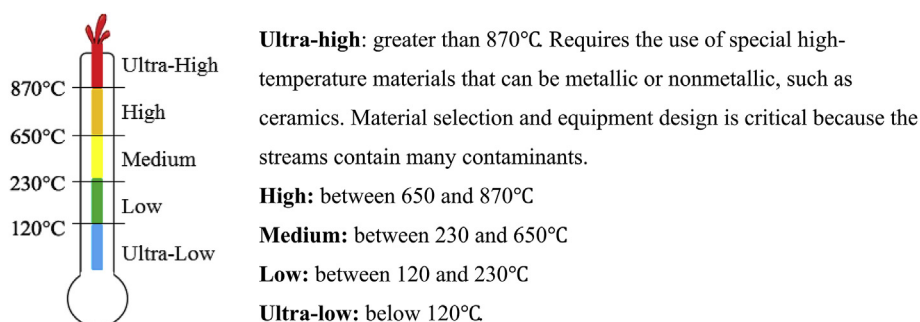 Ultra-High
870℃
High
650℃
Medium
230℃
Low
120℃
Ultra-Low
Ultra-high: greater than 870℃. Requires the use of special high-
temperature materials that can be metallic or nonmetallic, such as
ceramics. Material selection and equipment design is critical because the
streams contain many contaminants.
High: between 650 and 870℃
Medium: between 230 and 650℃
Low: between 120 and 230℃
Ultra-low: below 120℃.